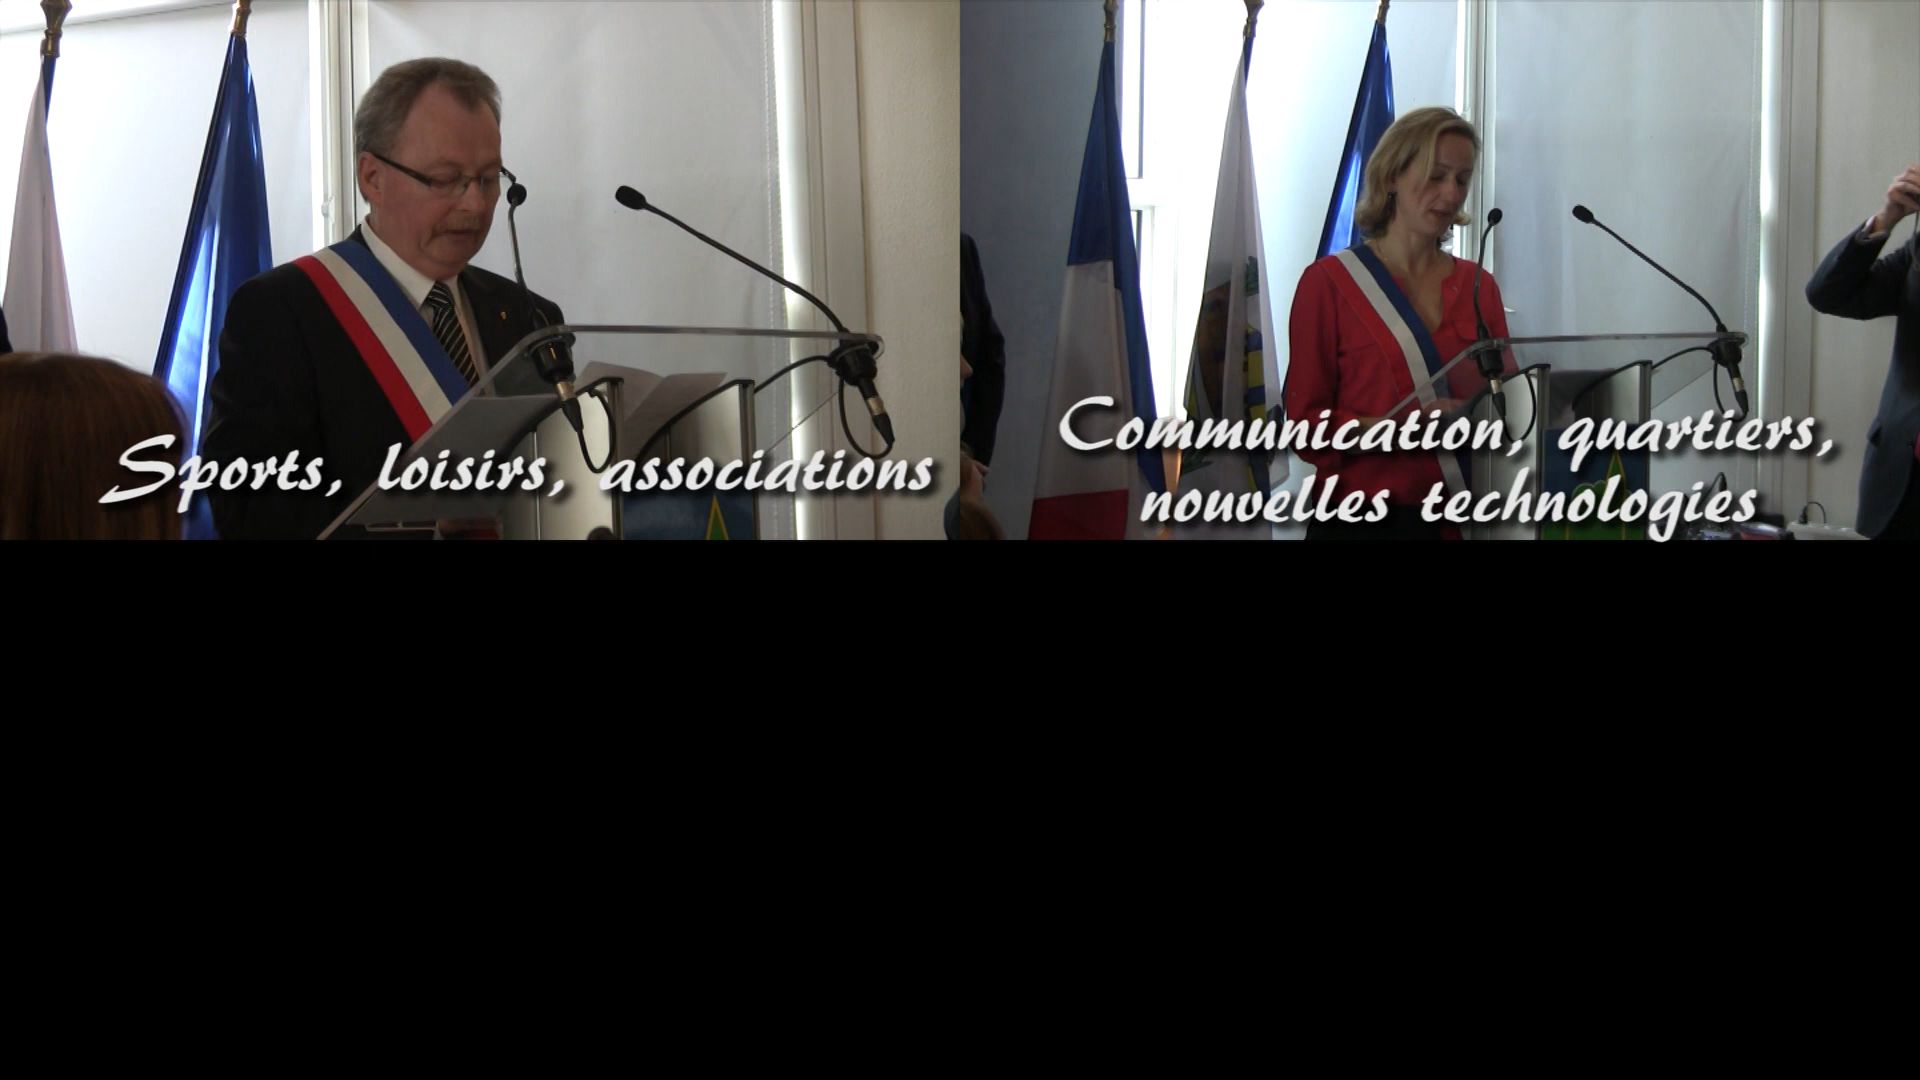 Sports, loisirs, associations
Communication, quartiers,
nouvelles technologies